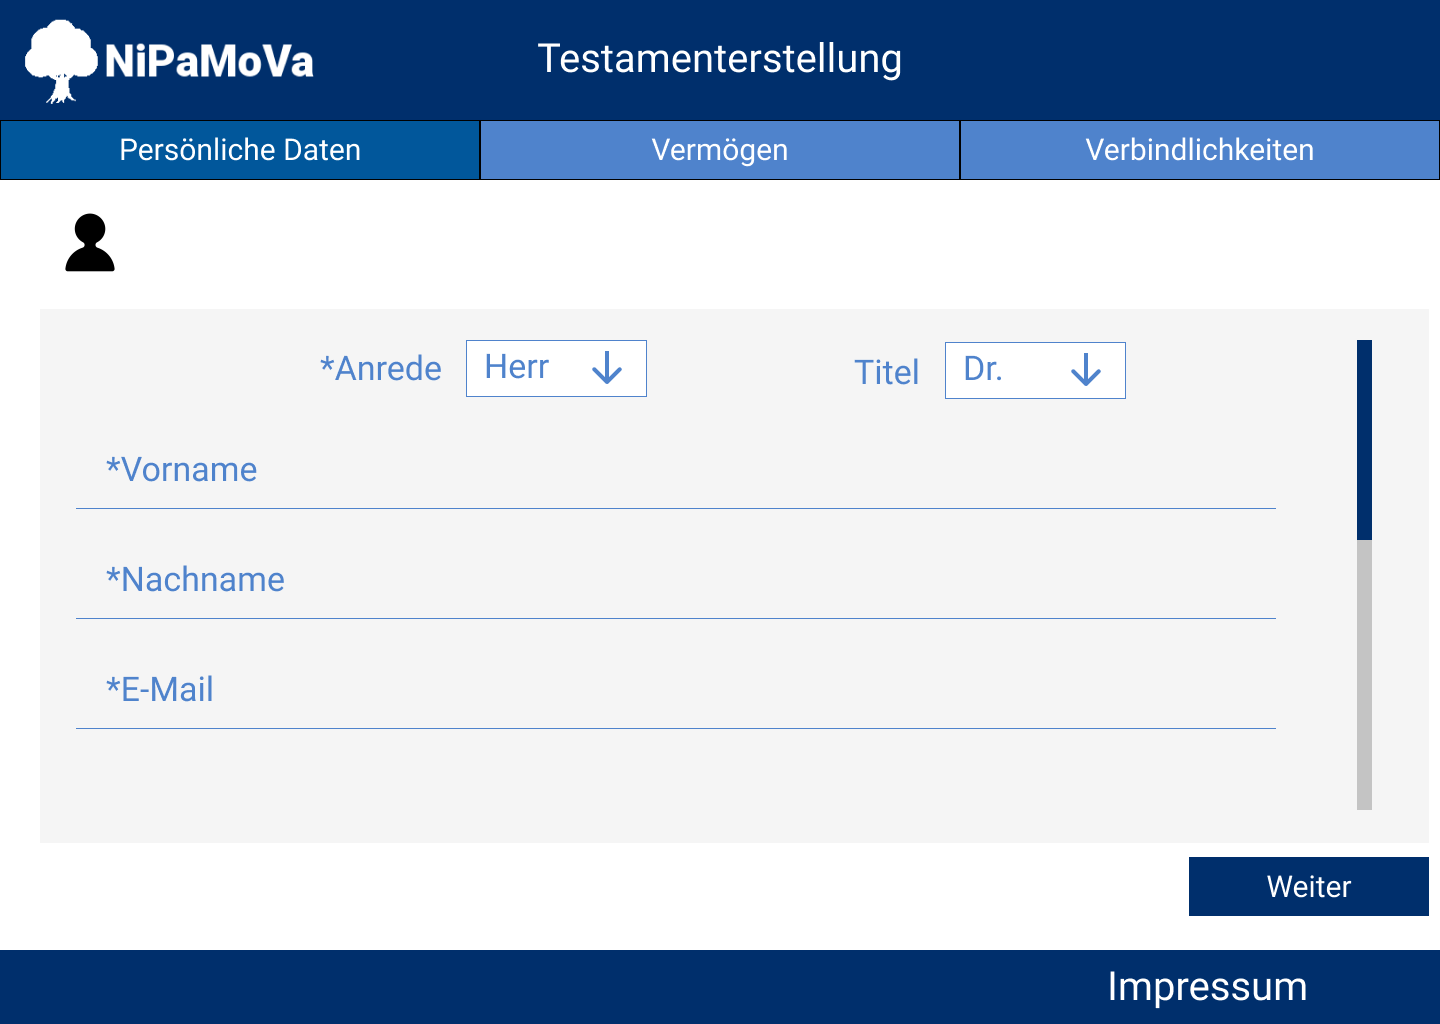 NiPaMoVa
Testamenterstellung
Persönliche Daten
Vermögen
Verbindlichkeiten
*Anrede
Herr
Titel
Dr.
*Vorname
*Nachname
*E-Mail
Weiter
Impressum